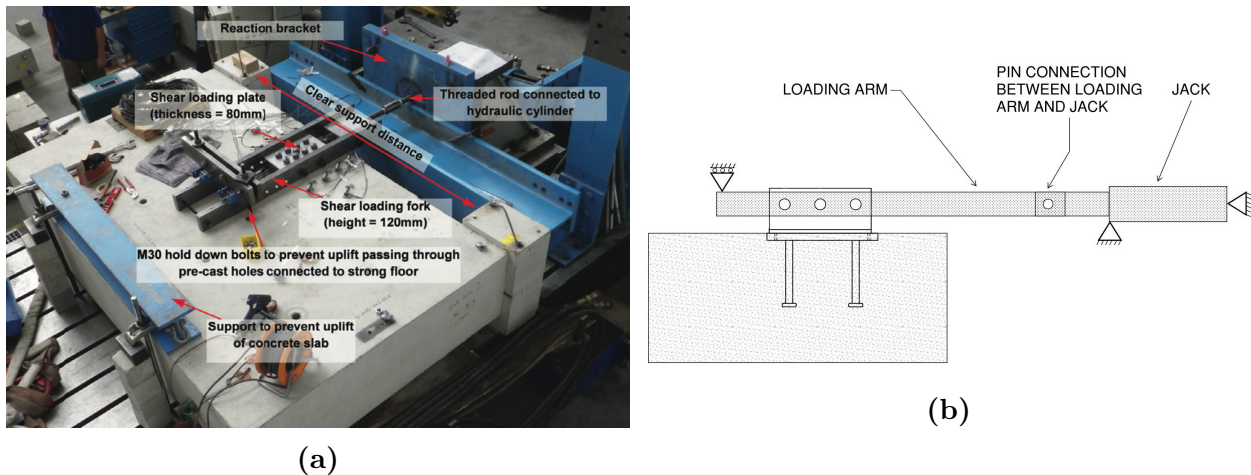 Reaction bracket
Shear loading plate
(thickness = 80mm)
Threaded rod connected to
hydraulic cylinder
Clear support distance
Shear loading fork
(height = 120mm)
M30 hold down bolts to prevent uplift passing through
pre-cast holes connected to strong floor
Support to prevent uplift
of concrete slab
(a)
LOADING ARM
PIN CONNECTION
BETWEEN LOADING
ARM AND JACK
JACK
(b)